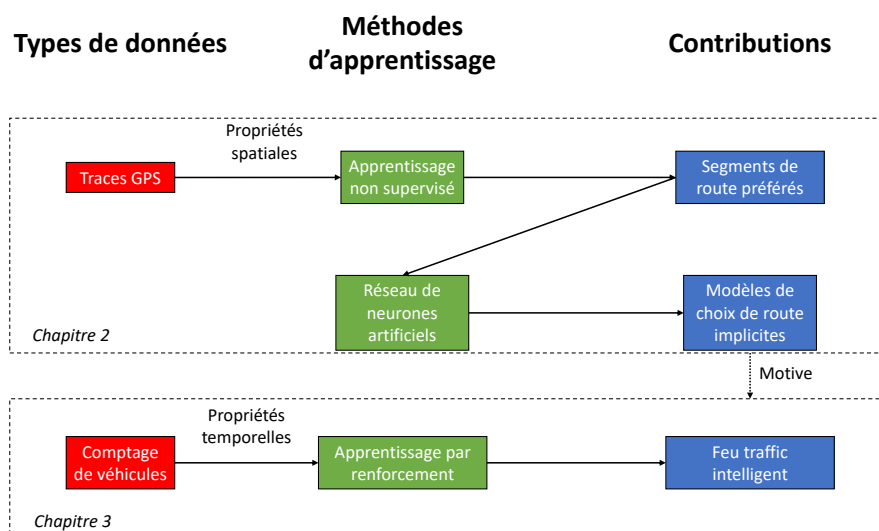 Types de données
Méthodes
d'apprentissage
Contributions
Propriétés
spatiales
Traces GPS
Apprentissage
non supervisé
Segments de
route préférés
Réseau de
neurones
artificiels
Modèles de
choix de route
implicites
Chapitre 2
Motive
Propriétés
temporelles
Comptage
de véhicules
Apprentissage par
renforcement
Feu traffic
intelligent
Chapitre 3